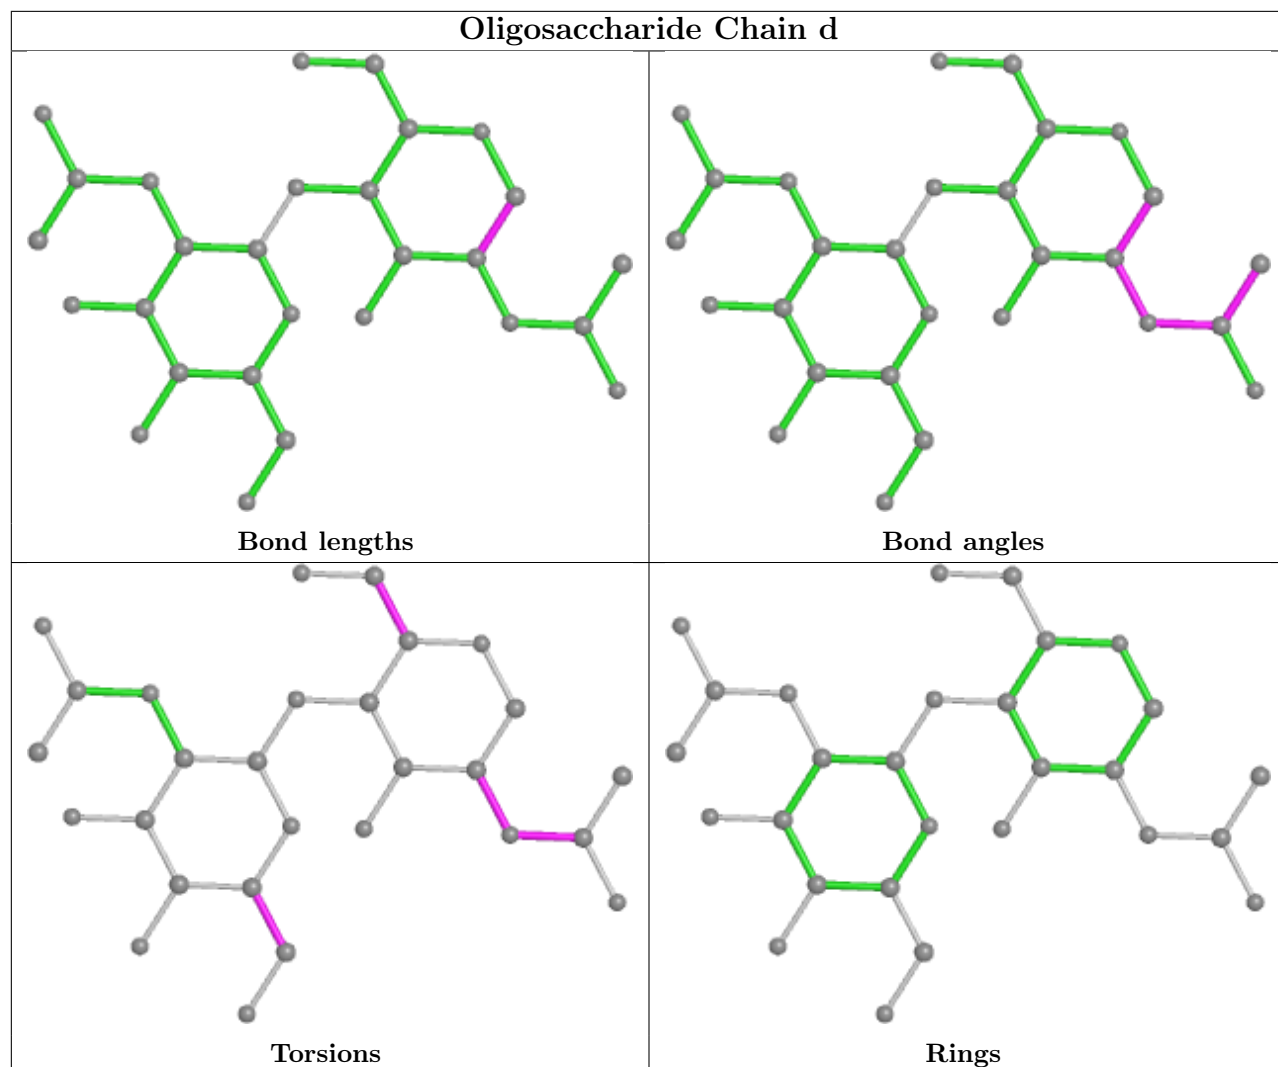 Oligosaccharide Chain d
Bond lengths
Bond angles
Torsions
Rings